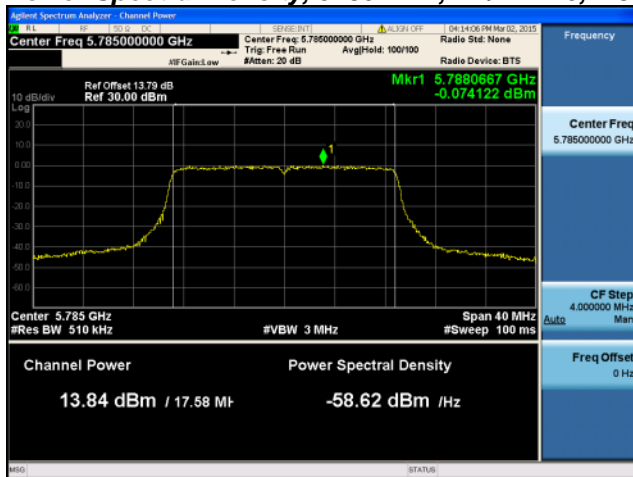 Agilent Spectrum Analyzer - Channel Power
RL RF 50 Ω DC SENSE:INT ALIGN OFF 04:14:06 PM Mar 02, 2015
Center Freq 5.785000000 GHz
Center Freq: 5.785000000 GHz
Radio Std: None
Trig: Free Run Avg|Hold: 100/100
#IFGain:Low #Atten: 20 dB Radio Device: BTS
Frequency
Mkr1 5.7880667 GHz
-0.074122 dBm
Ref Offset 13.79 dB
10 dB/div Ref 30.00 dBm
Log
20.0
10.0
0.00
-10.0
-20.0
-30.0
-40.0
-50.0
-60.0
1
Center 5.785 GHz Span 40 MHz
#Res BW 510 kHz #VBW 3 MHz #Sweep 100 ms
Channel Power Power Spectral Density
13.84 dBm / 17.58 MH -58.62 dBm /Hz
Center Freq
5.785000000 GHz
CF Step
4.000000 MHz
Auto Man
Freq Offset
0 Hz
MSG STATUS